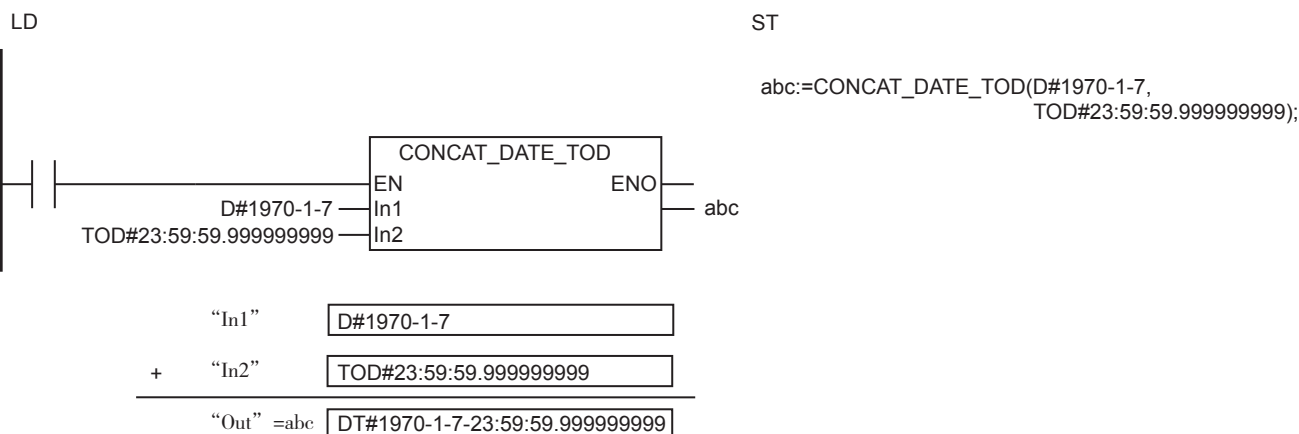 LD
ST
abc:=CONCAT_DATE_TOD(D#1970-1-7,
TOD#23:59:59.999999999);
CONCAT_DATE_TOD
EN ENO
D#1970-1-7 In1 abc
TOD#23:59:59.999999999 In2
“In1” D#1970-1-7
+ “In2” TOD#23:59:59.999999999
“Out” =abc DT#1970-1-7-23:59:59.999999999